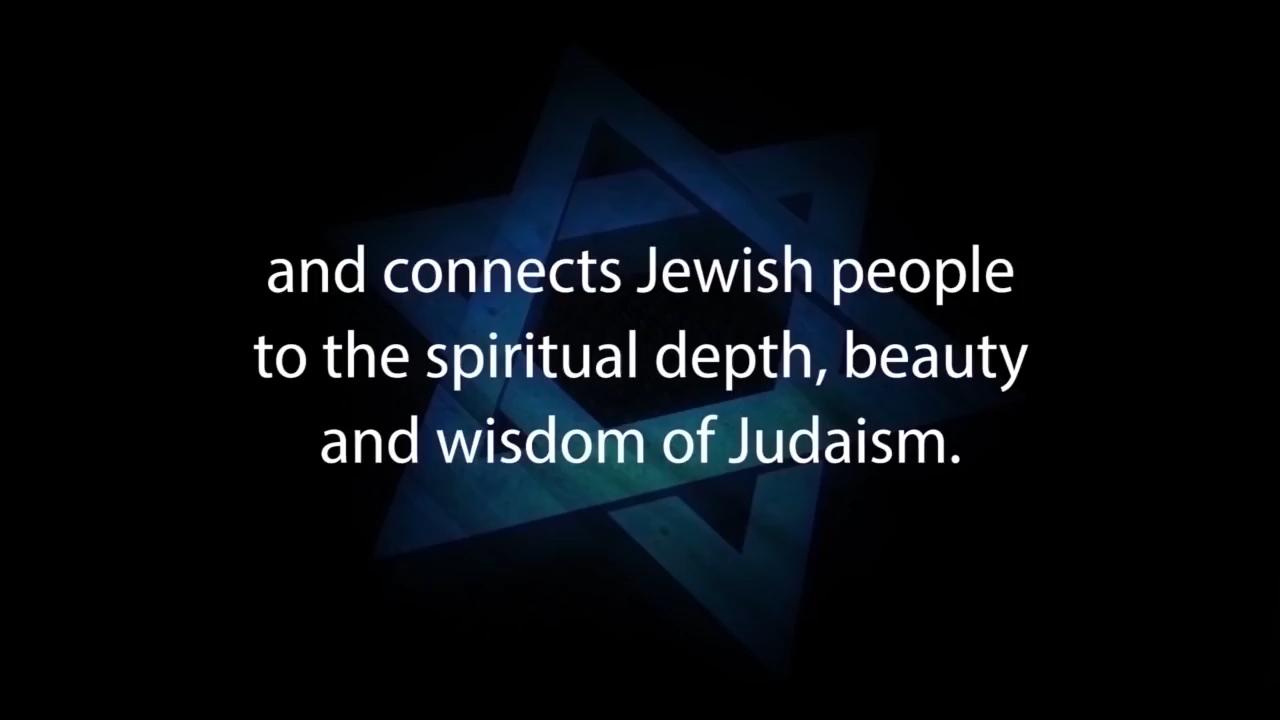 and connects Jewish people
to the spiritual depth, beauty
and wisdom of Judaism.